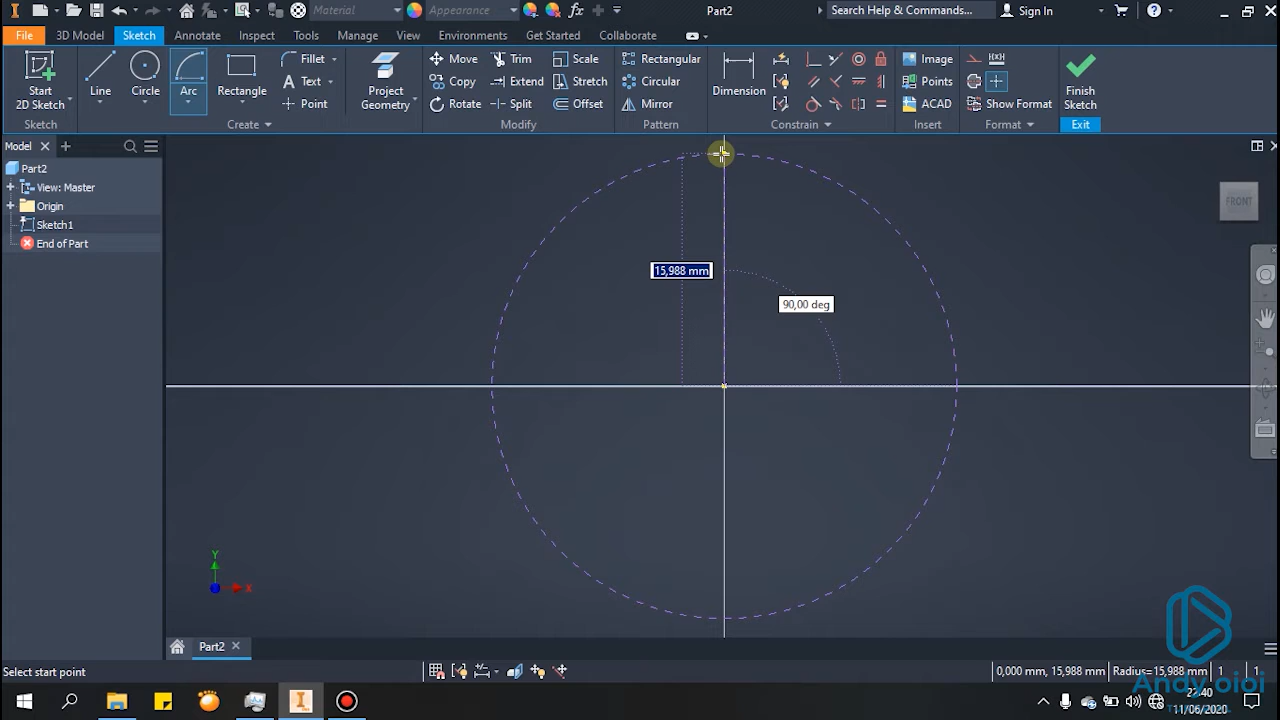 Material
Appearance
Part2
Search Help & Commands...
Sign In
File
3D Model
Sketch
Annotate
Inspect
Tools
Manage
View
Environments
Get Started
Collaborate
Start
2D Sketch
Line
Circle
Arc
Rectangle
Fillet
Text
Point
Project
Geometry
Move
Copy
Rotate
Trim
Extend
Split
Scale
Stretch
Offset
Rectangular
Circular
Mirror
Dimension
Image
Points
ACAD
Show Format
Finish
Sketch
Sketch
Create
Modify
Pattern
Constrain
Insert
Format
Exit
Model
Part2
View: Master
Origin
Sketch1
End of Part
FRONT
15,988 mm
90,00 deg
Y
X
Part2
Select start point
0,000 mm, 15,988 mm
Radius=15,988 mm
1
1
Andy oioi
11/06/2020